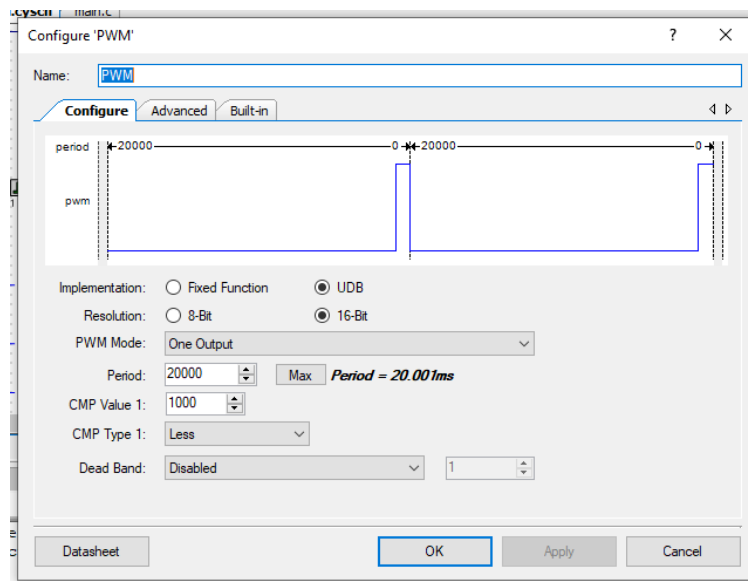 .cysch main.c
Configure 'PWM' ? X
Name: PWM
Configure Advanced Built-in
period 20000 0 20000 0
pwm
Implementation: Fixed Function UDB
Resolution: 8-Bit 16-Bit
PWM Mode: One Output
Period: 20000 Max Period = 20.001ms
CMP Value 1: 1000
CMP Type 1: Less
Dead Band: Disabled 1
Datasheet OK Apply Cancel